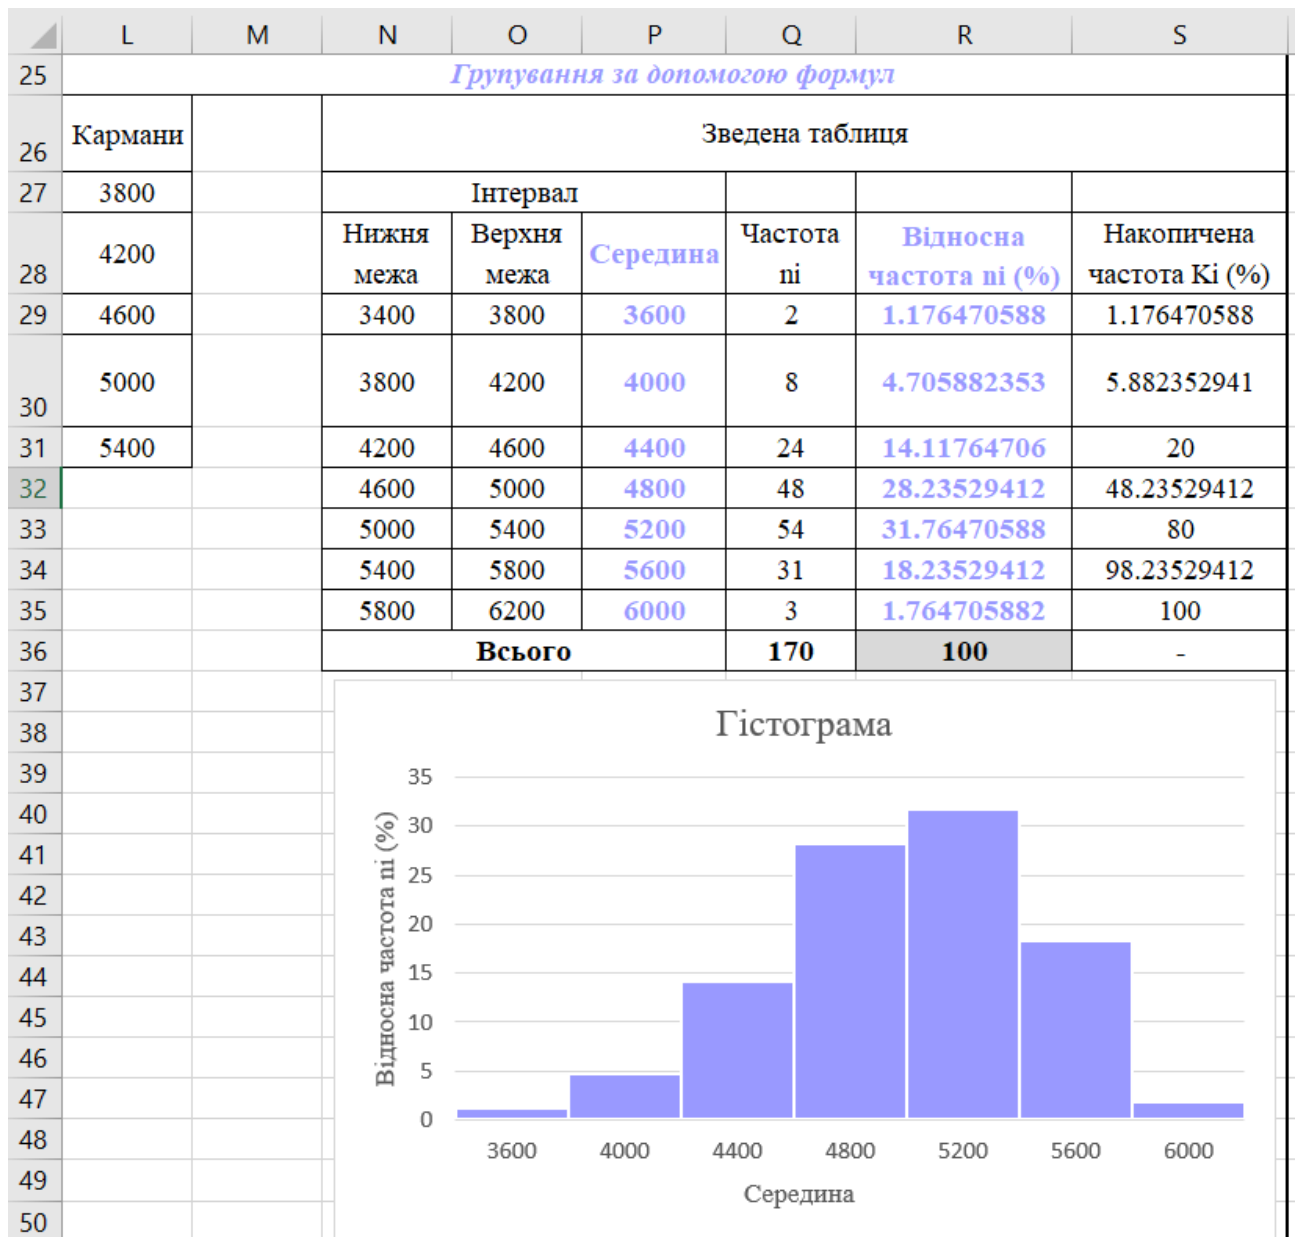 L M N O P Q R S
25 Групування за допомогою формул
26 Кармани Зведена таблиця
27 3800 Інтервал
28 4200 Нижня межа Верхня межа Середина Частота ni Відносна частота ni (%) Накопичена частота Ki (%)
29 4600 3400 3800 3600 2 1.176470588 1.176470588
30 5000 3800 4200 4000 8 4.705882353 5.882352941
31 5400 4200 4600 4400 24 14.11764706 20
32 4600 5000 4800 48 28.23529412 48.23529412
33 5000 5400 5200 54 31.76470588 80
34 5400 5800 5600 31 18.23529412 98.23529412
35 5800 6200 6000 3 1.764705882 100
36 Всього 170 100 -
37
38 Гістограма
39 35
40 30
41 25
42 20
43 15
44 10
45 5
46 0
47 Відносна частота ni (%)
48 3600 4000 4400 4800 5200 5600 6000
49 Середина
50